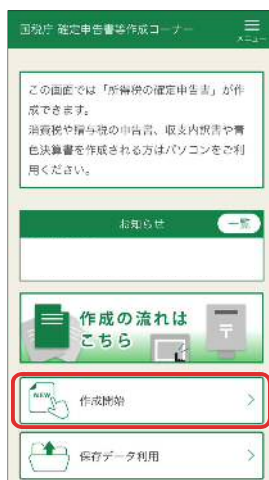 国税庁 確定申告書等作成コーナー
メニュー
この画面では「所得税の確定申告書」が作
成できます。
消費税や贈与税の申告書、収支内訳書や青
色決算書を作成される方はパソコンをご利
用ください。
お知らせ
一覧
作成の流れは
こちら
NEW
作成開始
保存データ利用